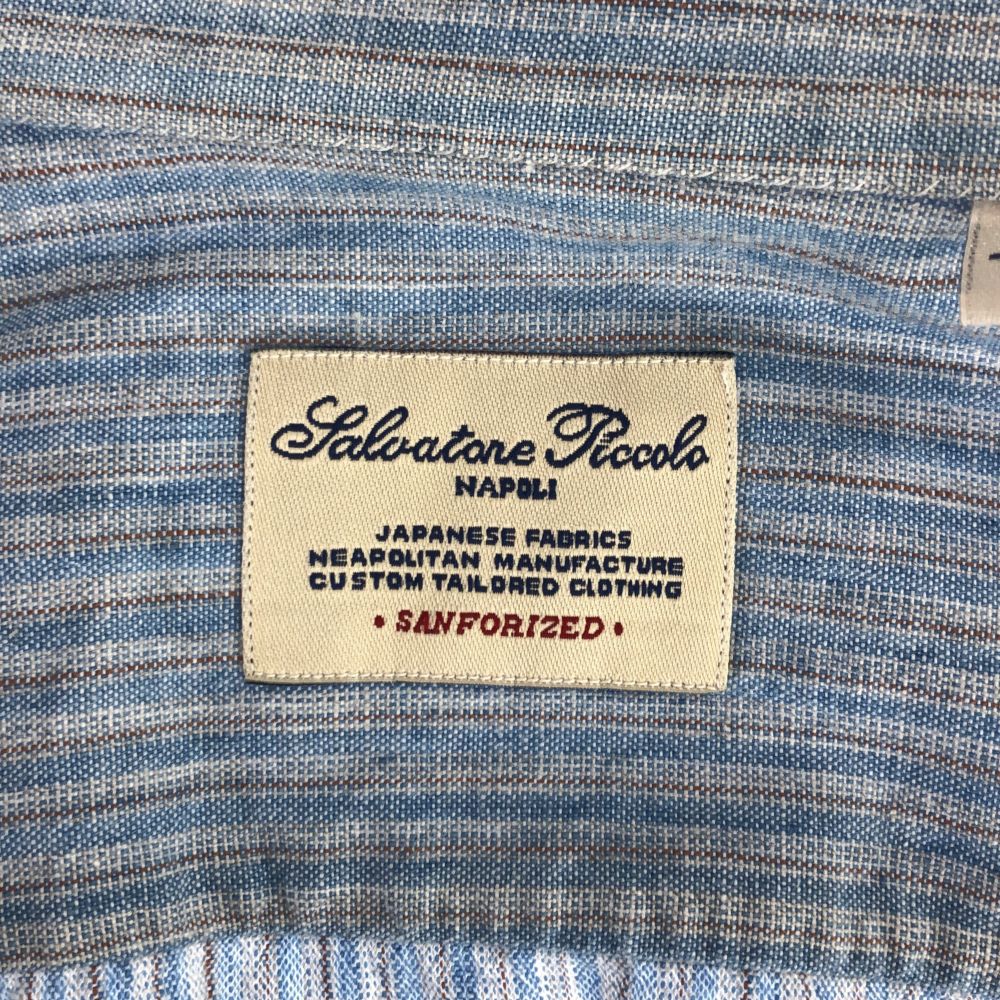 Salvatore Piccolo
NAPOLI
JAPANESE FABRICS
NEAPOLITAN MANUFACTURE
CUSTOM TAILORED CLOTHING
• SANFORIZED •